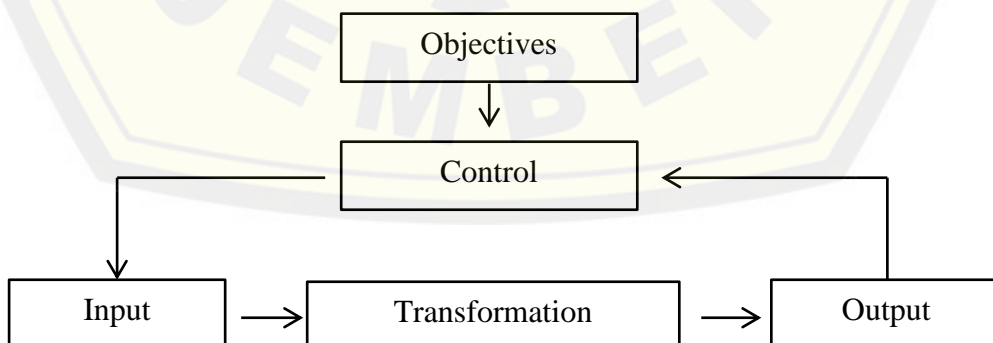 Objectives
Control
Input
Transformation
Output